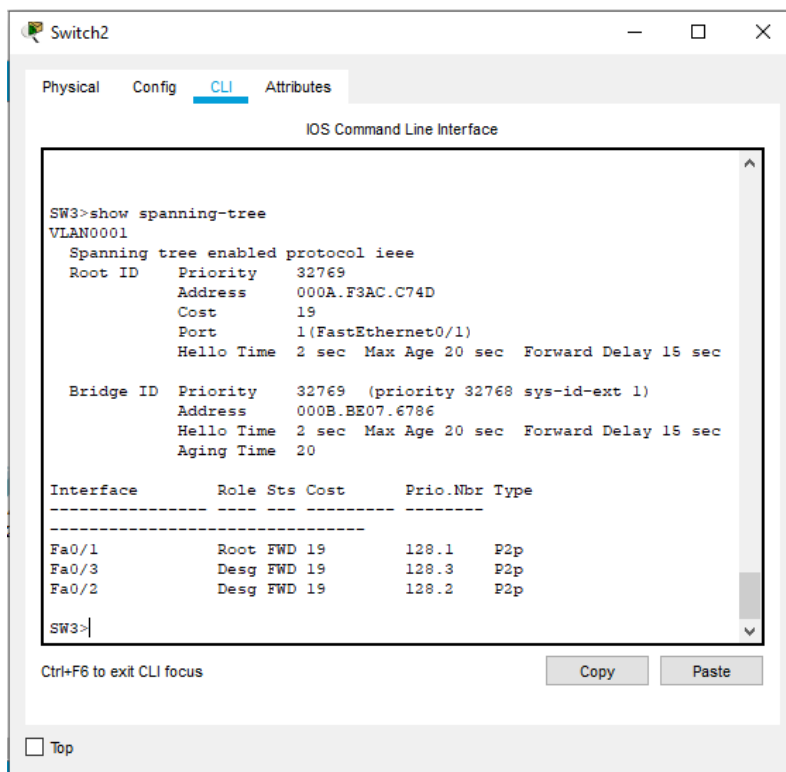 Switch2
Physical Config CLI Attributes
IOS Command Line Interface
SW3>show spanning-tree
VLAN0001
  Spanning tree enabled protocol ieee
  Root ID    Priority    32769
             Address     000A.F3AC.C74D
             Cost        19
             Port        1(FastEthernet0/1)
             Hello Time  2 sec  Max Age 20 sec  Forward Delay 15 sec
  Bridge ID  Priority    32769  (priority 32768 sys-id-ext 1)
             Address     000B.BE07.6786
             Hello Time  2 sec  Max Age 20 sec  Forward Delay 15 sec
             Aging Time  20
Interface        Role Sts Cost      Prio.Nbr Type
---------------- ---- --- --------- --------
--------------------------------
Fa0/1            Root FWD 19        128.1    P2p
Fa0/3            Desg FWD 19        128.3    P2p
Fa0/2            Desg FWD 19        128.2    P2p
SW3>
Ctrl+F6 to exit CLI focus Copy Paste
Top